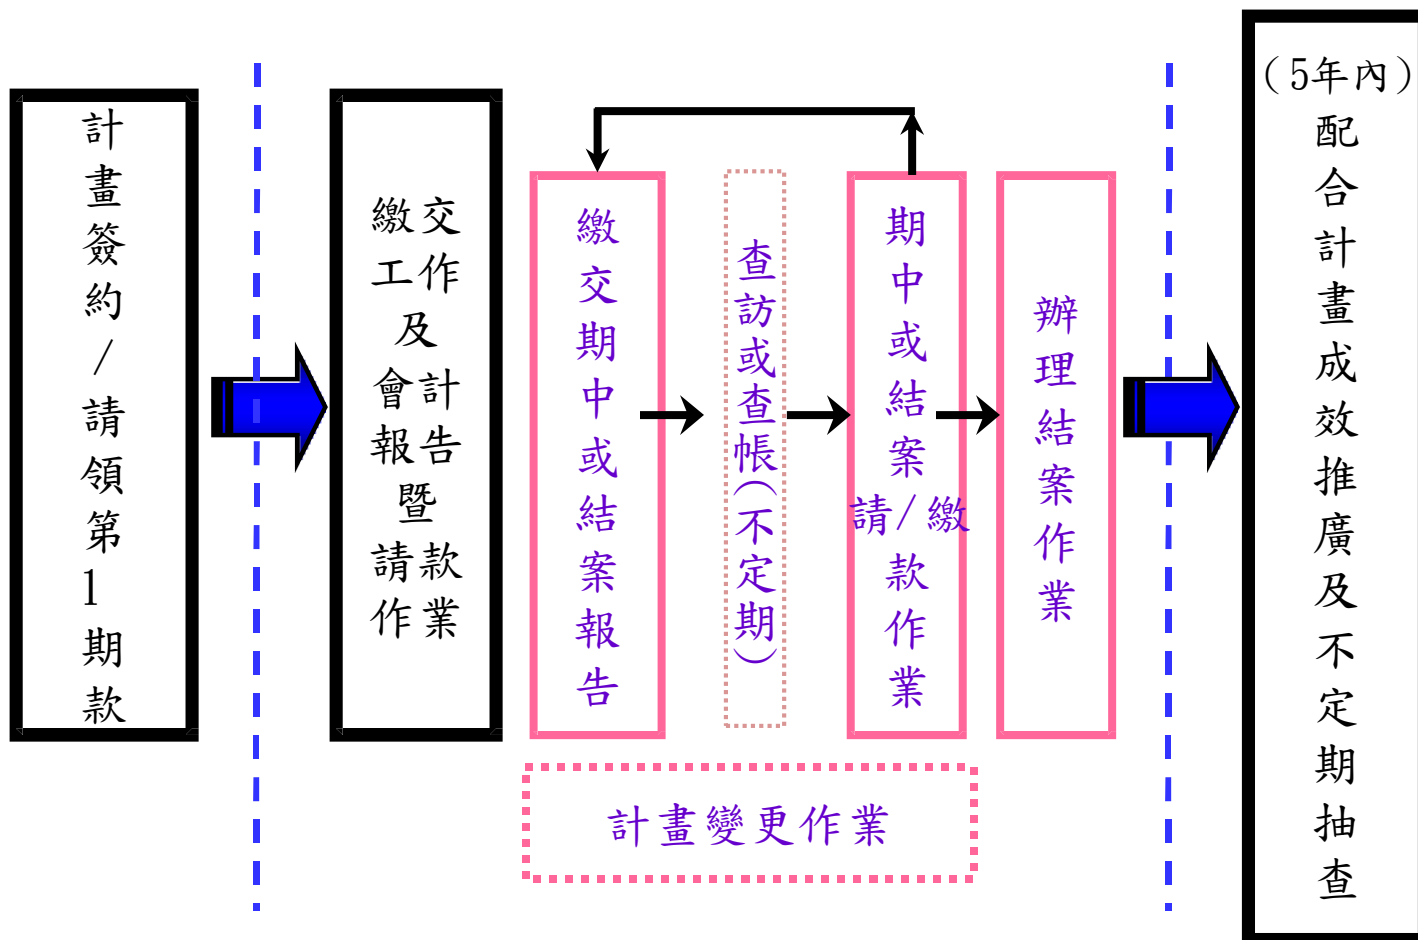 計畫簽約/請領第1期款
繳交
工作
及
會計
報告
暨
請款
作業
繳交期中或結案報告
查訪或查帳(不定期)
期中或結案請/繳款作業
辦理結案作業
計畫變更作業
(5年內)
配合計畫成效推廣及不定期抽查